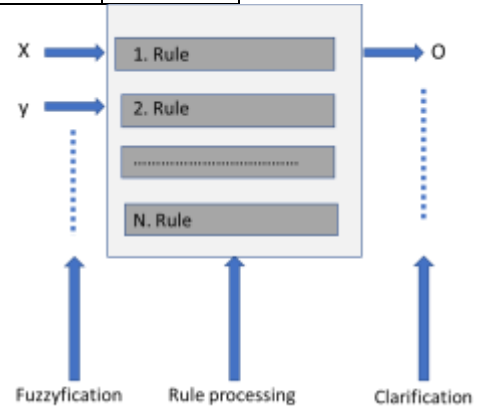 X
1. Rule
O
y
2. Rule
............................................
N. Rule
Fuzzyfication
Rule processing
Clarification